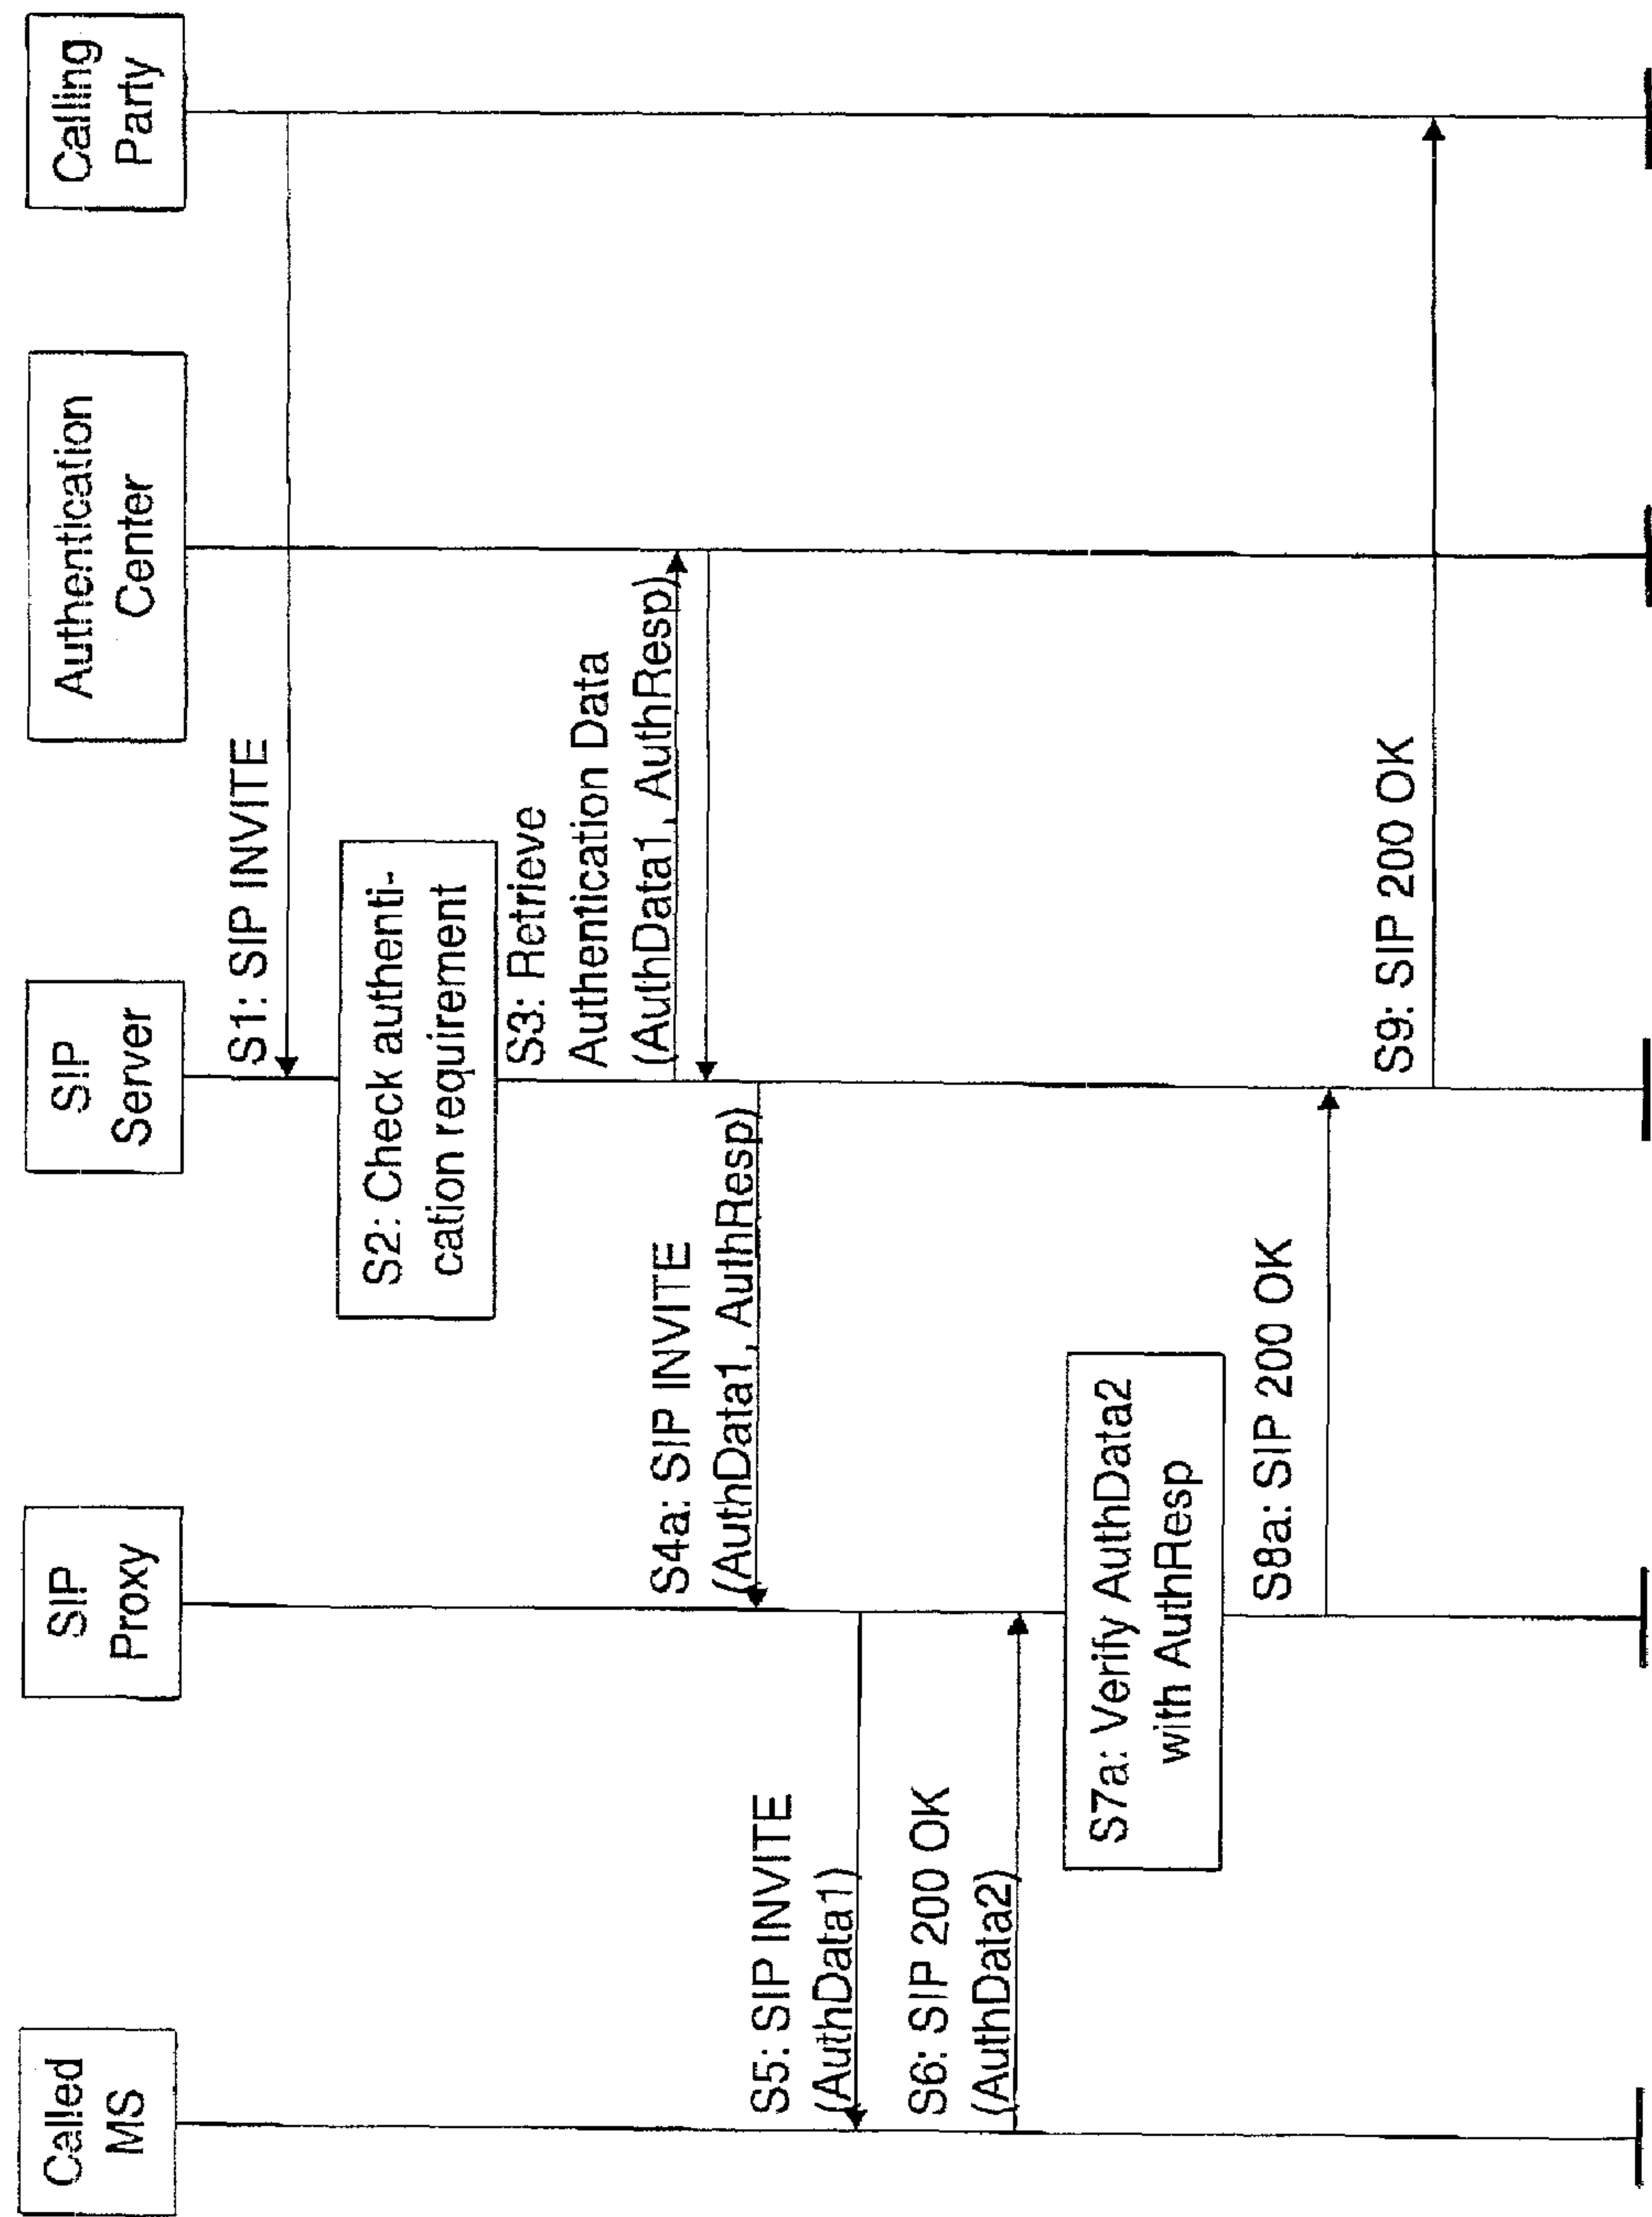 Called
MS
SIP
Proxy
SIP
Server
Authentication
Center
Calling
Party
S1: SIP INVITE
S2: Check authenti-
cation requirement
S3: Retrieve
Authentication Data
(AuthData1, AuthResp)
S4a: SIP INVITE
(AuthData1, AuthResp)
S5: SIP INVITE
(AuthData1)
S6: SIP 200 OK
(AuthData2)
S7a: Verify AuthData2
with AuthResp
S8a: SIP 200 OK
S9: SIP 200 OK